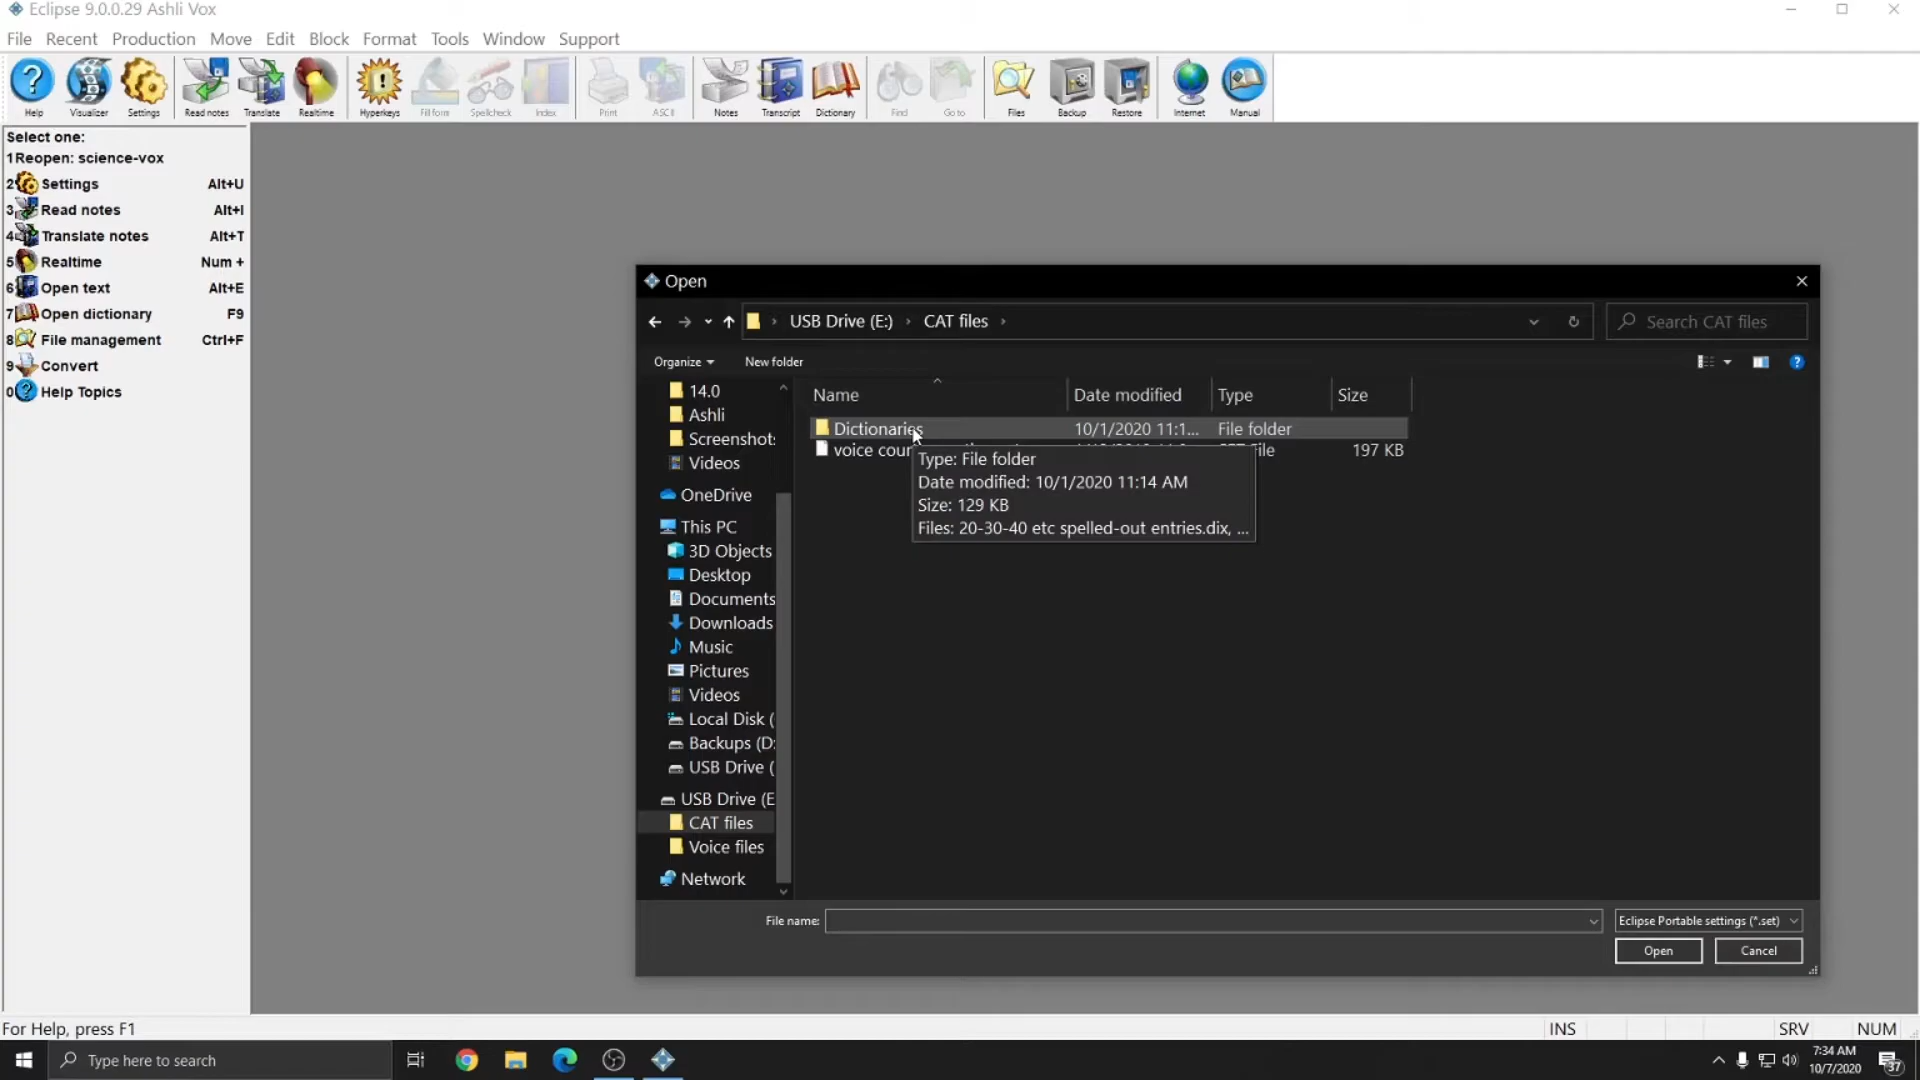 Eclipse 9.0.0.29 Ashli Vox
File Recent Production Move Edit Block Format Tools Window Support
Help Visualizer Settings Read notes Translate Realtime Hyperkeys Fill form Spellcheck Index Print ASCII Notes Transcript Dictionary Find Go to Files Backup Restore Internet Manual
Select one:
1 Reopen: science-vox
2 Settings Alt+U
3 Read notes Alt+I
4 Translate notes Alt+T
5 Realtime Num +
6 Open text Alt+E
7 Open dictionary F9
8 File management Ctrl+F
9 Convert
0 Help Topics
Open
USB Drive (E:) › CAT files ›
Search CAT files
Organize New folder
14.0
Ashli
Screenshots
Videos
OneDrive
This PC
3D Objects
Desktop
Documents
Downloads
Music
Pictures
Videos
Local Disk (
Backups (D:
USB Drive (
USB Drive (E
CAT files
Voice files
Network
Name Date modified Type Size
Dictionaries 10/1/2020 11:1... File folder
voice cour 197 KB
Type: File folder
Date modified: 10/1/2020 11:14 AM
Size: 129 KB
Files: 20-30-40 etc spelled-out entries.dix, ...
File name: Eclipse Portable settings (*.set)
Open Cancel
For Help, press F1 INS SRV NUM
Type here to search
7:34 AM
10/7/2020
37